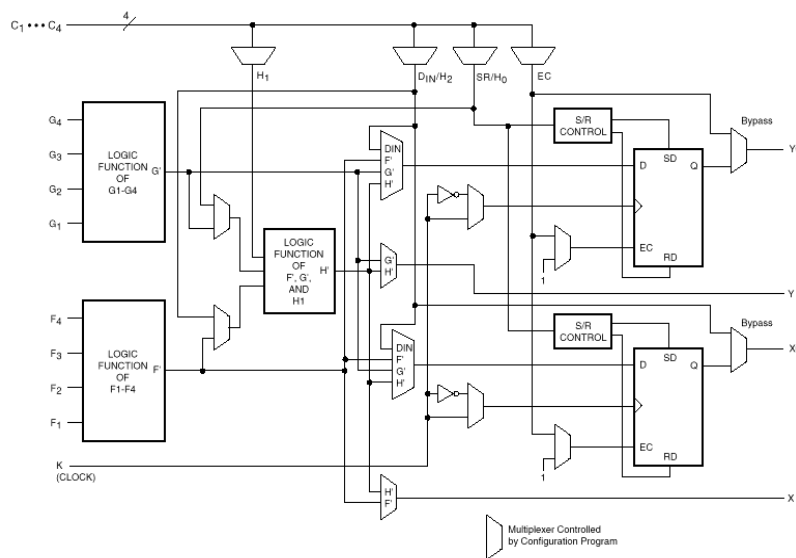 C1 ••• C4
4
H1
DIN/H2
SR/H0
EC
G4
G3
G2
G1
LOGIC
FUNCTION
OF
G1-G4
G'
DIN
F'
G'
H'
S/R
CONTROL
Bypass
D
SD
Q
EC
RD
1
Y
LOGIC
FUNCTION
OF
F', G',
AND
H1
H'
G'
H'
Y
F4
F3
F2
F1
LOGIC
FUNCTION
OF
F1-F4
F'
DIN
F'
G'
H'
S/R
CONTROL
Bypass
D
SD
Q
EC
RD
1
X
K
(CLOCK)
H'
F'
X
Multiplexer Controlled
by Configuration Program